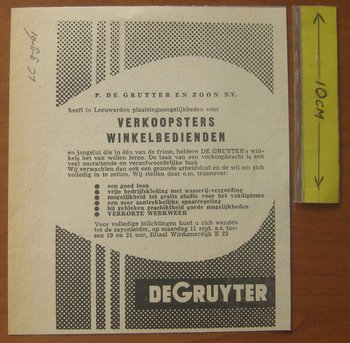 P. DE GRUYTER EN ZOON N.V.
heeft in Leeuwarden plaatsingsmogelijkheden voor
VERKOOPSTERS
WINKELBEDIENDEN
en jongelui die in één van de frisse, heldere DE GRUYTER's win-
kels het vak willen leren. De taak van een verkoopkracht is een
veel omvattende en verantwoordelijke taak.
Wij verwachten dan ook een gezonde arbeidslust en de wil om zich
volledig in te zetten. Wij stellen daar o.m. tegenover:
● een goed loon
● vrije bedrijfskleding met wasserij-verzorging
● mogelijkheid tot gratis studie voor het vakdiploma
● een zeer aantrekkelijke spaarregeling
● bij gebleken geschiktheid goede mogelijkheden
● VERKORTE WERKWEEK
Voor volledige inlichtingen kunt u zich wenden
tot de rayonleider, op maandag 11 sept. a.s. tus-
sen 19 en 21 uur, filiaal Wirdumerdijk E 23
DEGRUYTER
10CM